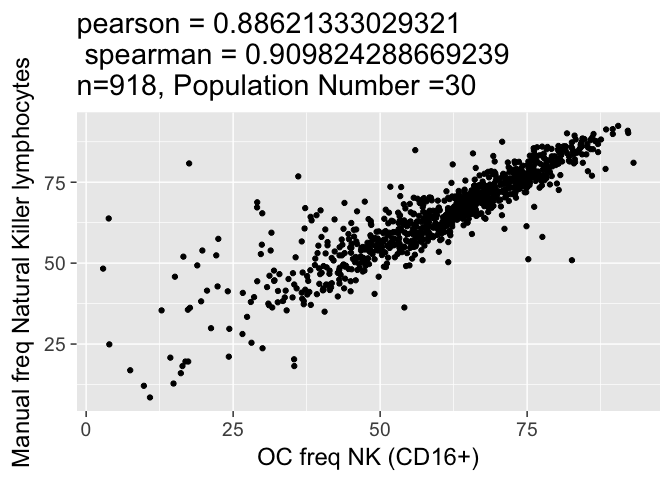 pearson = 0.88621333029321
spearman = 0.909824288669239
n=918, Population Number =30
Manual freq Natural Killer lymphocytes
75
50
25
0
25
50
75
OC freq NK (CD16+)